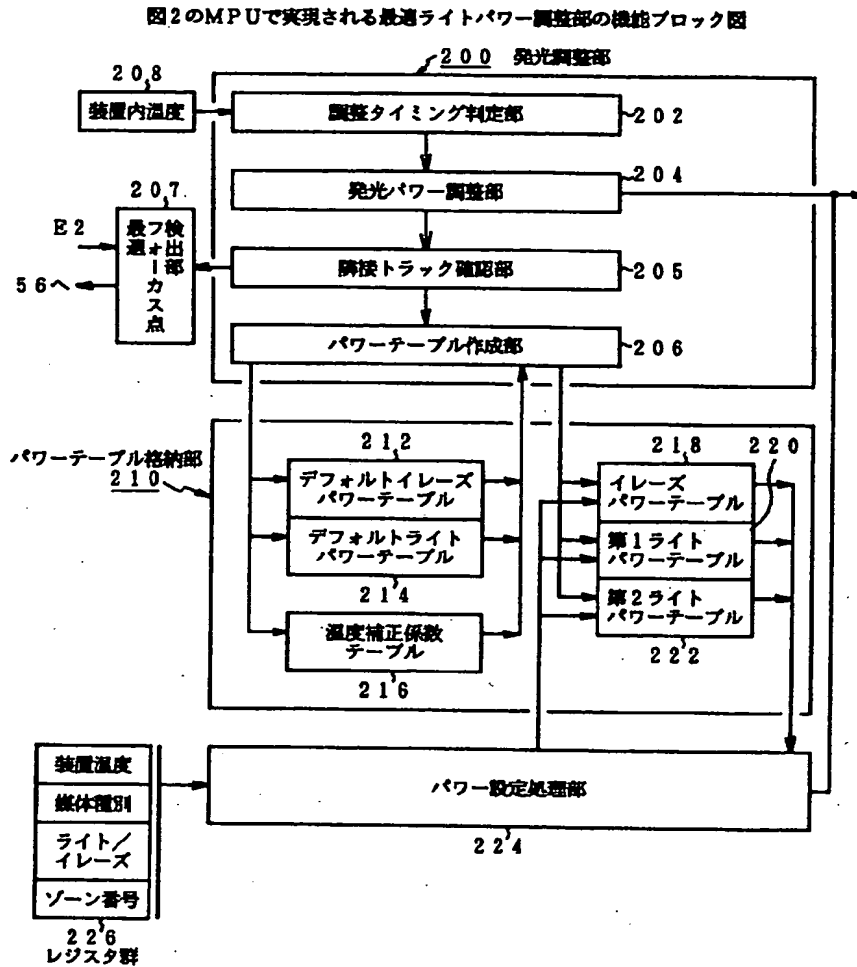 図2のMPUで実現される最適ライトパワー調整部の機能ブロック図
200 発光調整部
208
装置内温度
調整タイミング判定部
202
発光パワー調整部
204
207
E2
56へ
最適
フォーカス点
検出部
隣接トラック確認部
205
パワーテーブル作成部
206
パワーテーブル格納部
210
212
デフォルトイレーズ
パワーテーブル
デフォルトライト
パワーテーブル
214
温度補正係数
テーブル
216
218
220
イレーズ
パワーテーブル
第1ライト
パワーテーブル
第2ライト
パワーテーブル
222
装置温度
媒体種別
ライト/
イレーズ
ゾーン番号
226
レジスタ群
パワー設定処理部
224